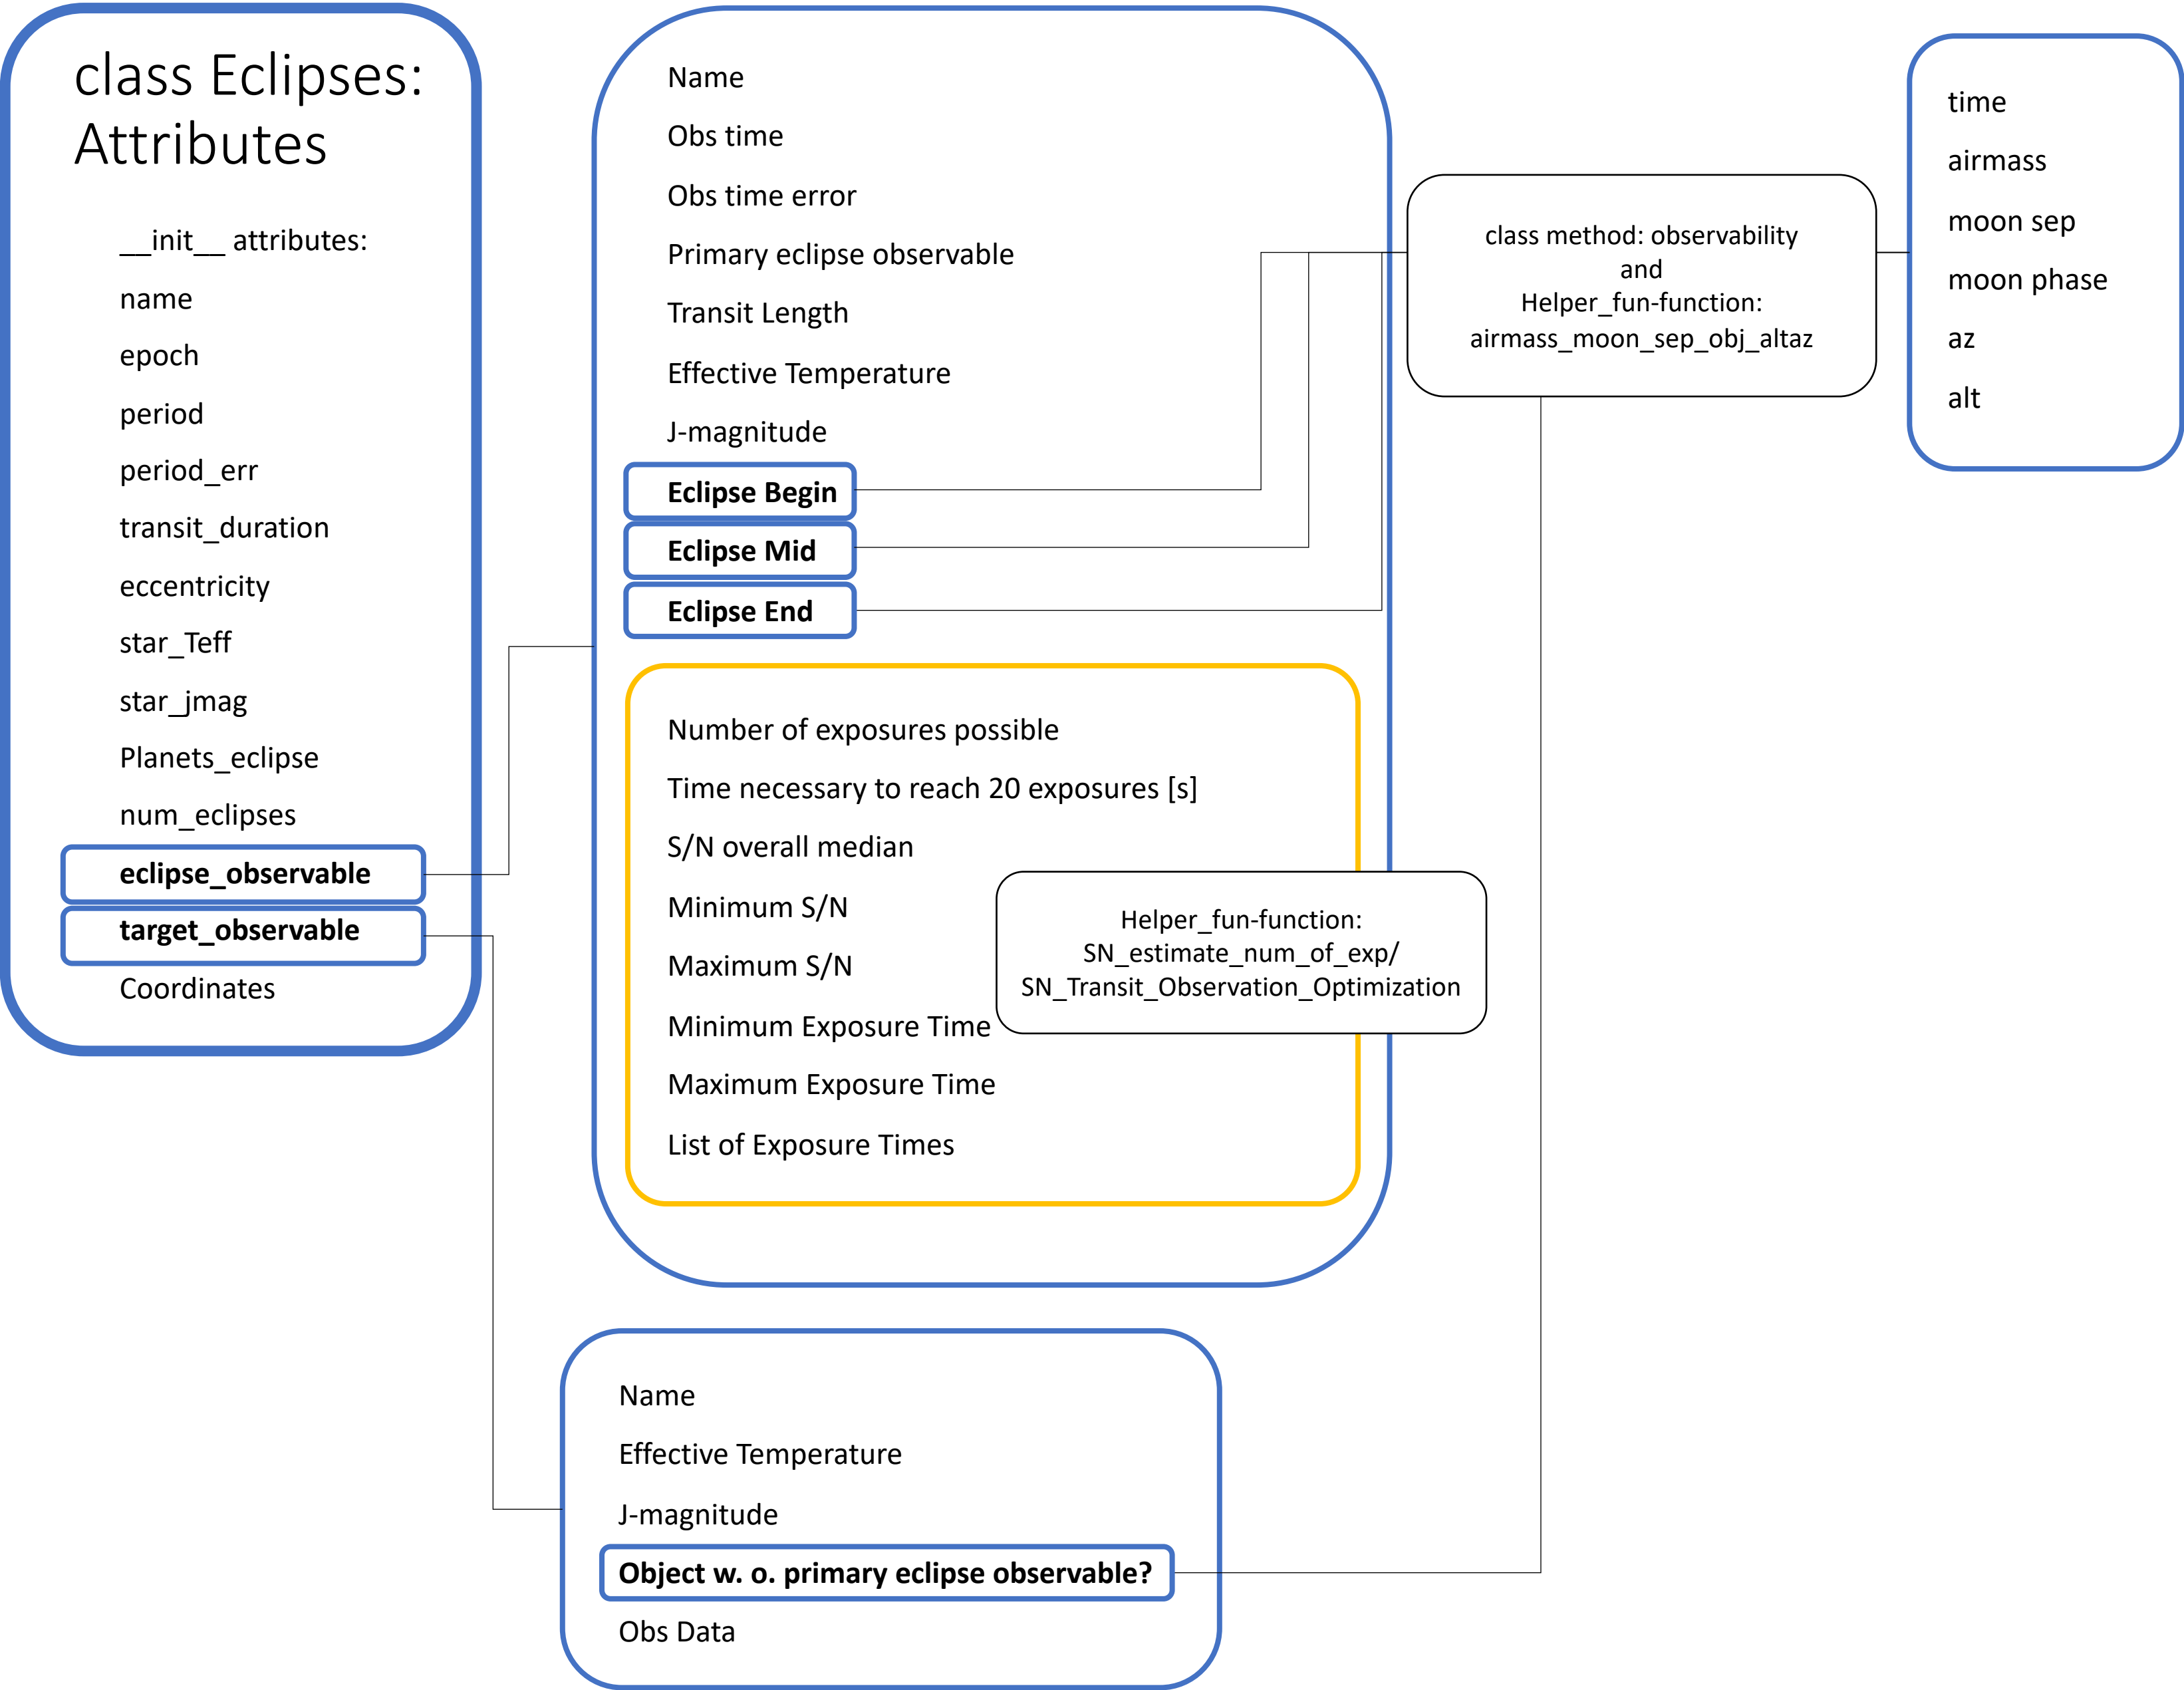 class Eclipses:
Attributes
__init__ attributes:
name
epoch
period
period_err
transit_duration
eccentricity
star_Teff
star_jmag
Planets_eclipse
num_eclipses
eclipse_observable
target_observable
Coordinates
Name
Obs time
Obs time error
Primary eclipse observable
Transit Length
Effective Temperature
J-magnitude
Eclipse Begin
Eclipse Mid
Eclipse End
Number of exposures possible
Time necessary to reach 20 exposures [s]
S/N overall median
Minimum S/N
Maximum S/N
Minimum Exposure Time
Maximum Exposure Time
List of Exposure Times
Helper_fun-function:
SN_estimate_num_of_exp/
SN_Transit_Observation_Optimization
class method: observability
and
Helper_fun-function:
airmass_moon_sep_obj_altaz
time
airmass
moon sep
moon phase
az
alt
Name
Effective Temperature
J-magnitude
Object w. o. primary eclipse observable?
Obs Data